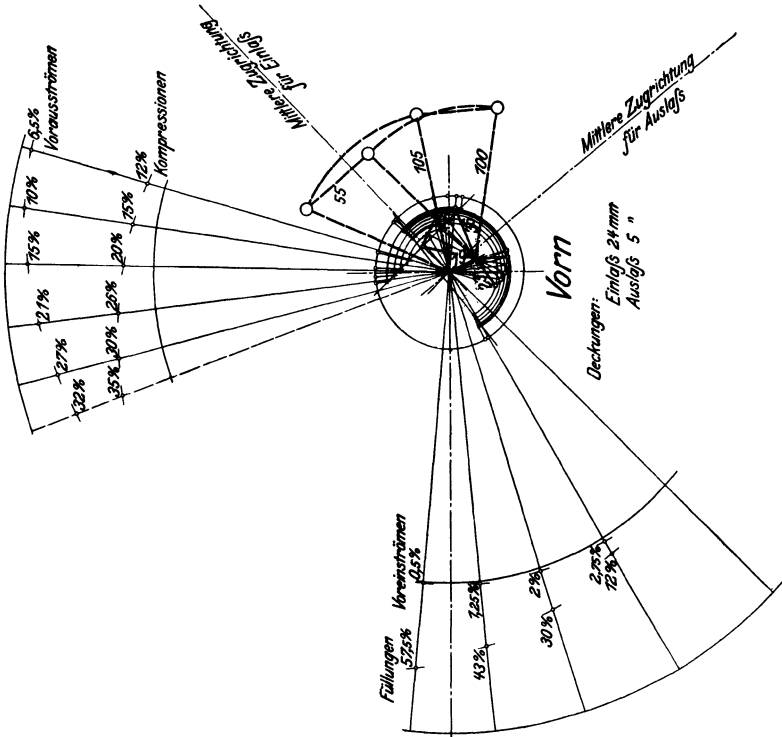 6,5%
Vorausströmen
10%
15%
21%
27%
32%
Kompressionen
12%
15%
20%
26%
30%
35%
Mittlere Zugrichtung
für Einlaß
55
105
100
Mittlere Zugrichtung
für Auslaß
Vorn
Deckungen:
Einlaß 24 mm
Auslaß 5 "
Füllungen
57,5%
43%
30%
12%
Voreinströmen
0,5%
1,25%
2%
2,75%